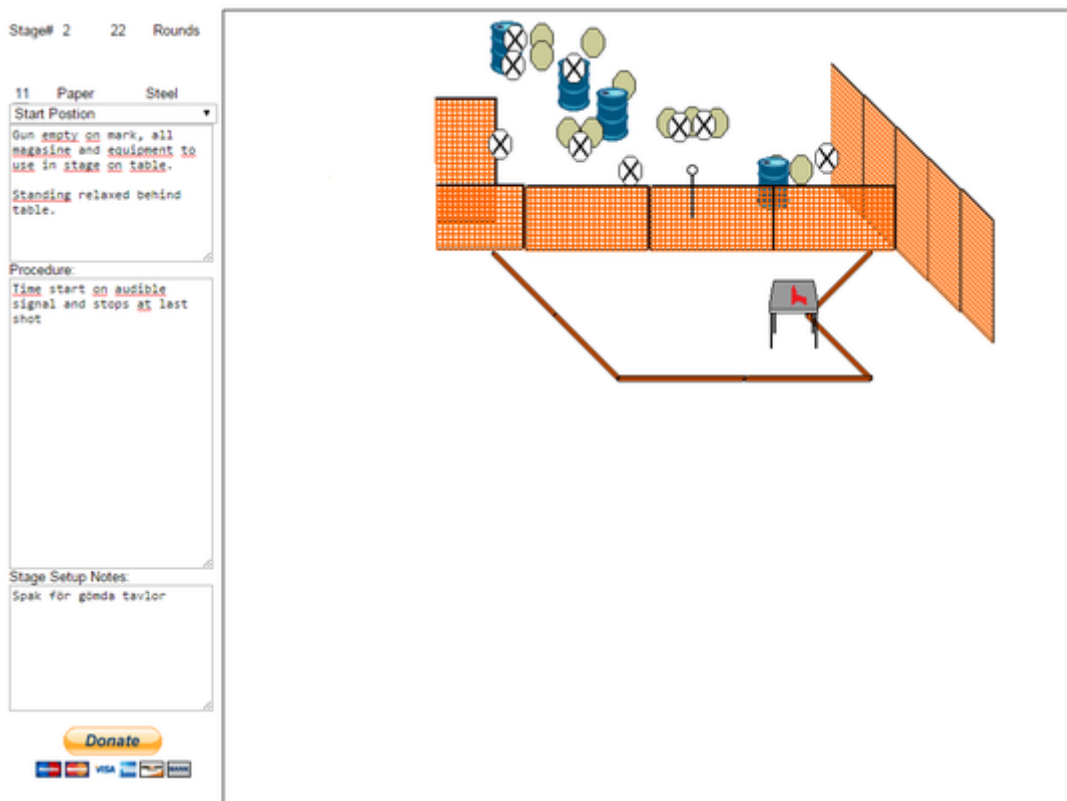 Stage# 2 22 Rounds
11 Paper Steel
Start Postion
Gun empty on mark, all
magasine and equipment to
use in stage on table.
Standing relaxed behind
table.
Procedure:
Time start on audible
signal and stops at last
shot
Stage Setup Notes:
Spak för gömda tavlor
Donate
VISA